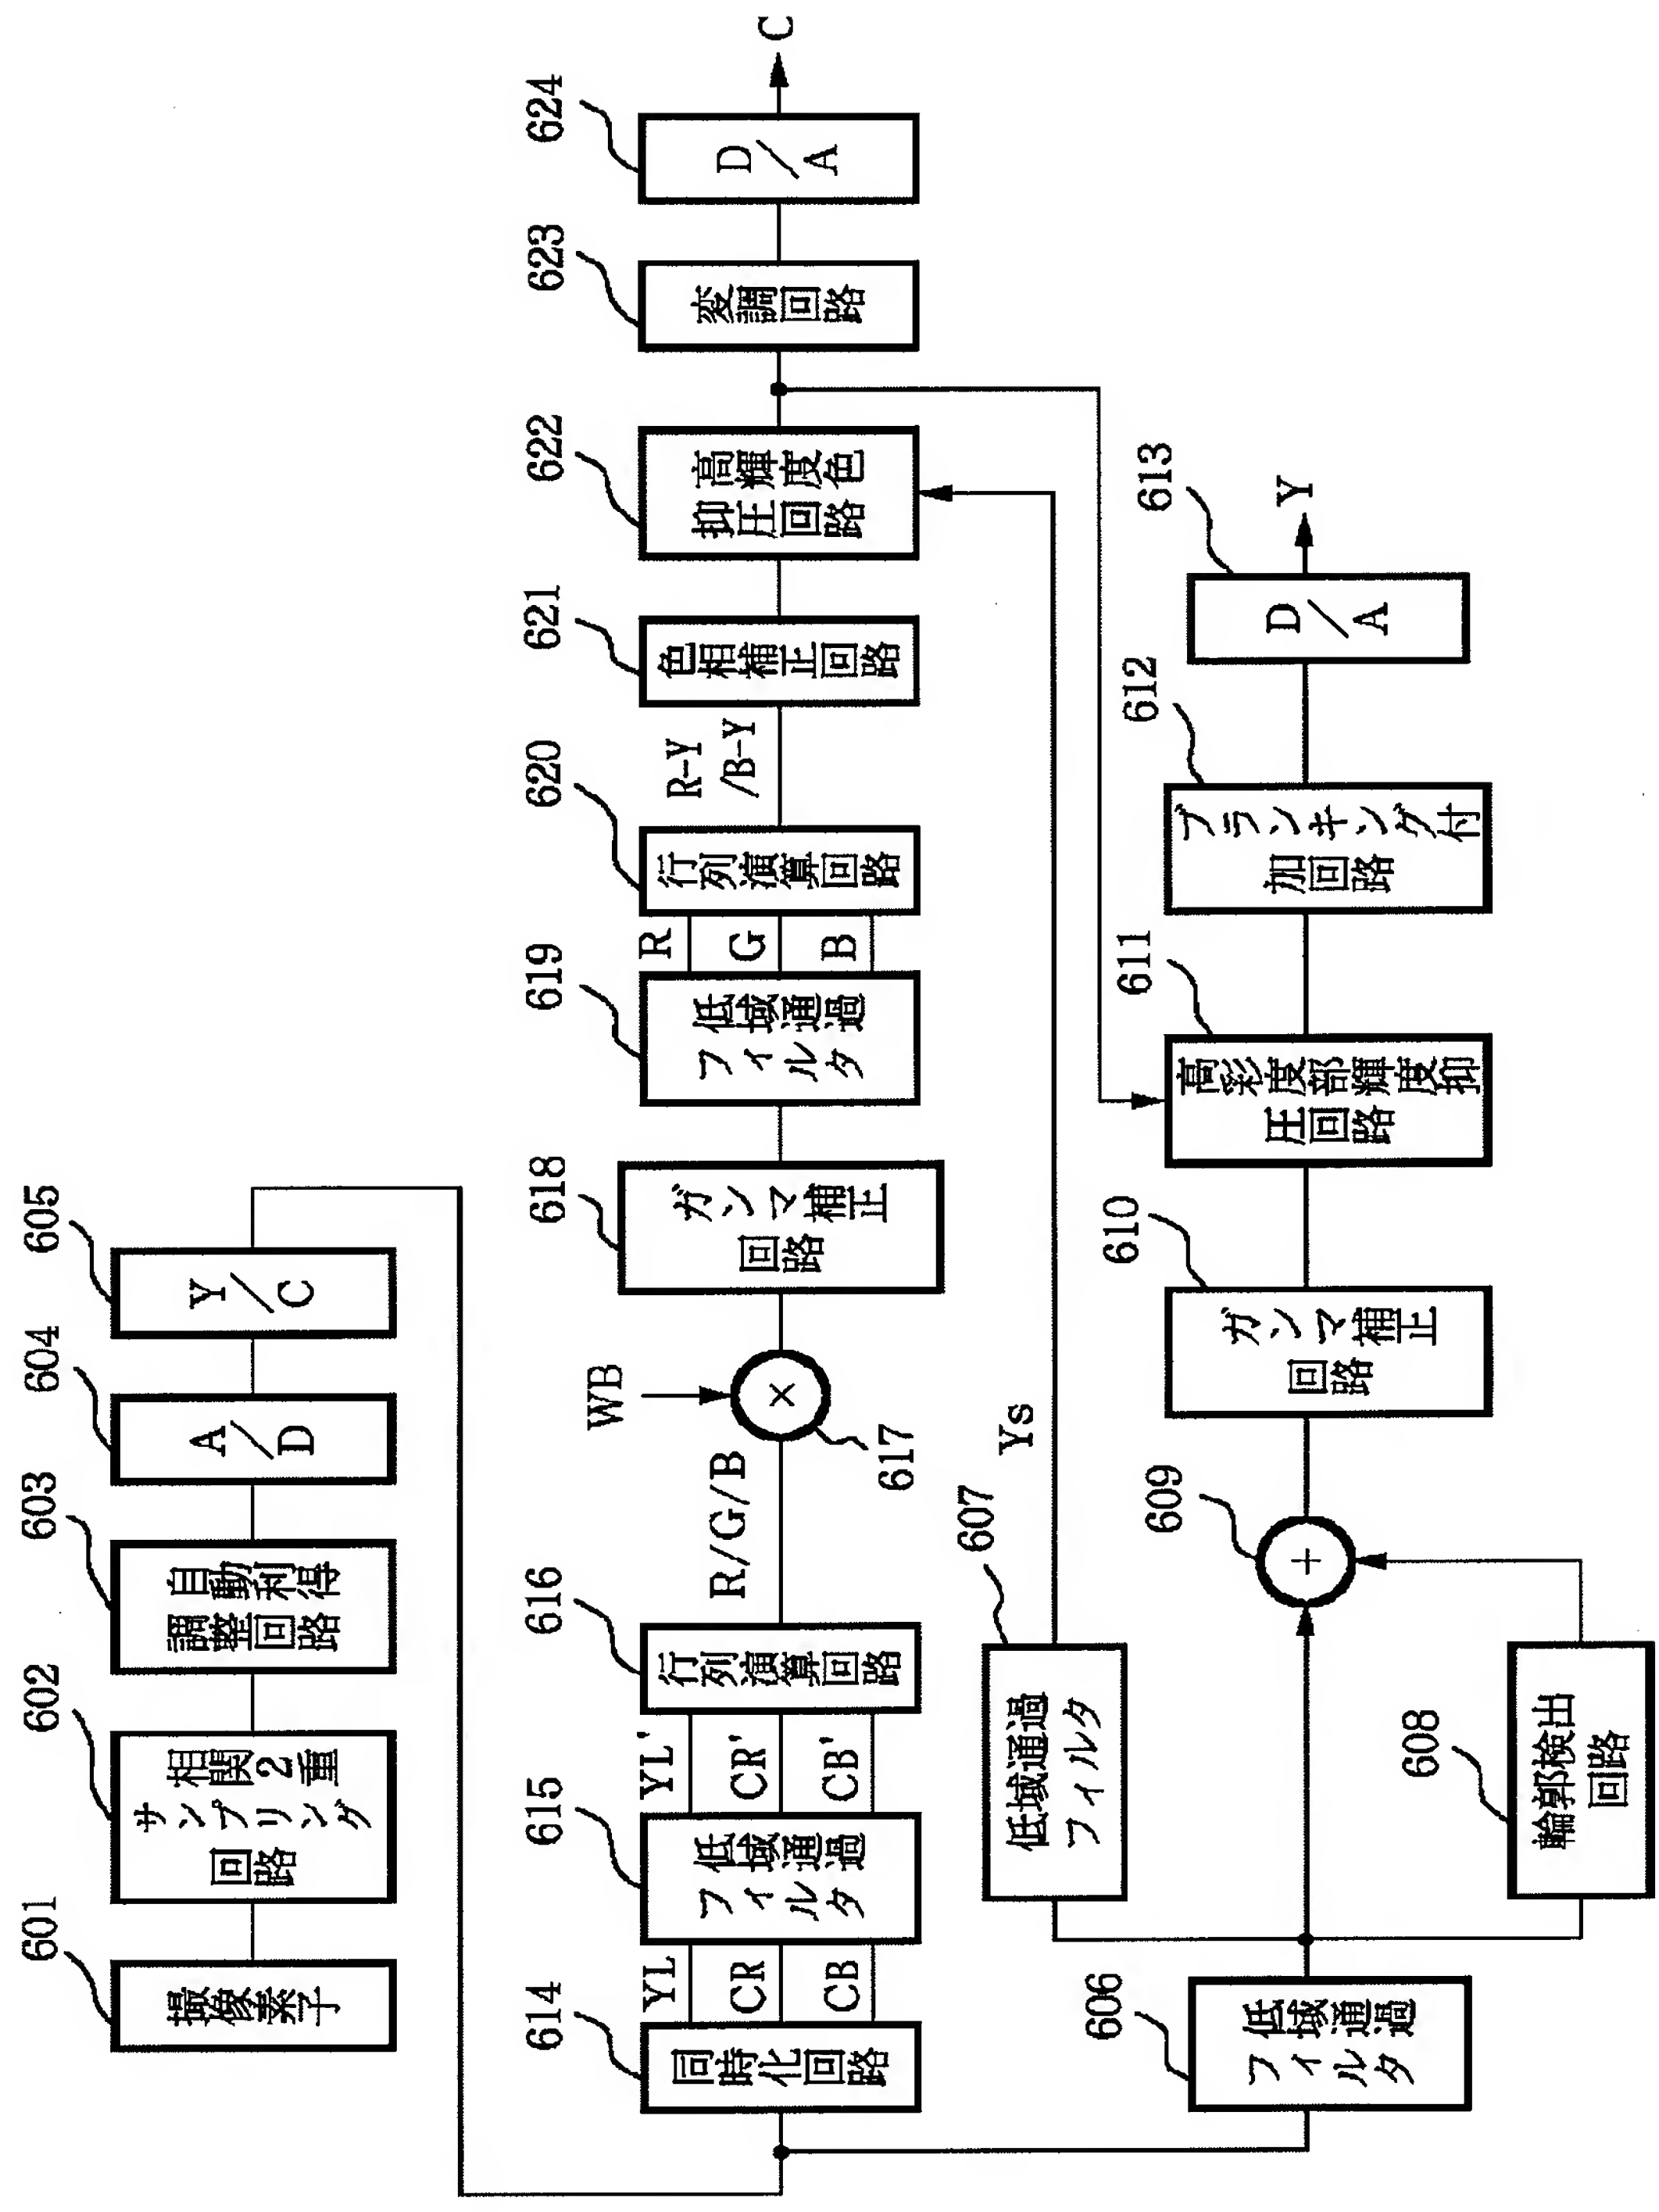 601
撮像素子
602
相関2重
サンプリング
回路
603
自動利得
調整回路
604
A/D
605
Y/C
614
同時化回路
YL
CR
CB
615
低域通過
フィルタ
YL'
CR'
CB'
616
行列演算回路
R/G/B
WB
×
617
618
ガンマ補正
回路
619
低域通過
フィルタ
R
G
B
620
行列演算回路
R-Y
/B-Y
621
色相補正回路
622
高輝度色
抑圧回路
623
変調回路
624
D/A
C
607
低域通過
フィルタ
Ys
606
低域通過
フィルタ
608
輪郭検出
回路
609
+
610
ガンマ補正
回路
611
高彩度部輝度抑
圧回路
612
ブランキング付
加回路
613
D/A
Y